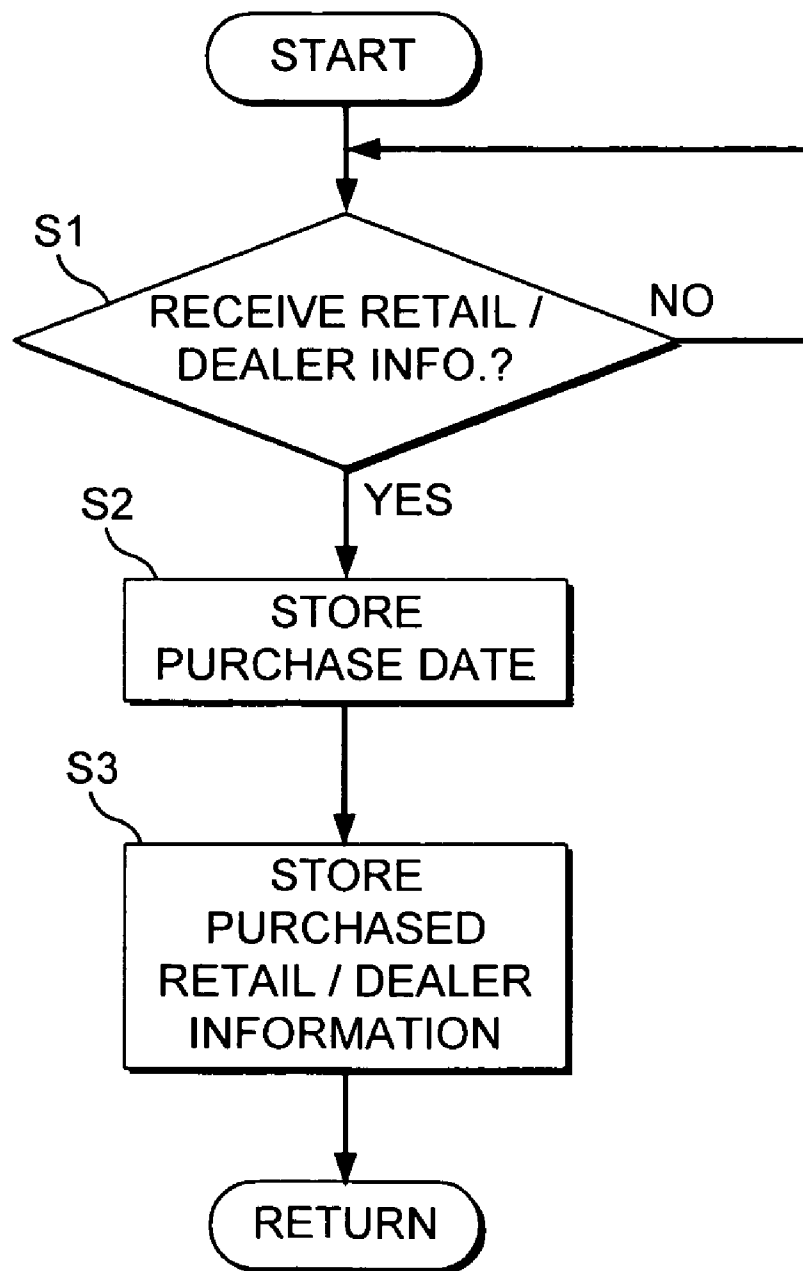 START
S1
RECEIVE RETAIL /
DEALER INFO.?
NO
YES
S2
STORE
PURCHASE DATE
S3
STORE
PURCHASED
RETAIL / DEALER
INFORMATION
RETURN